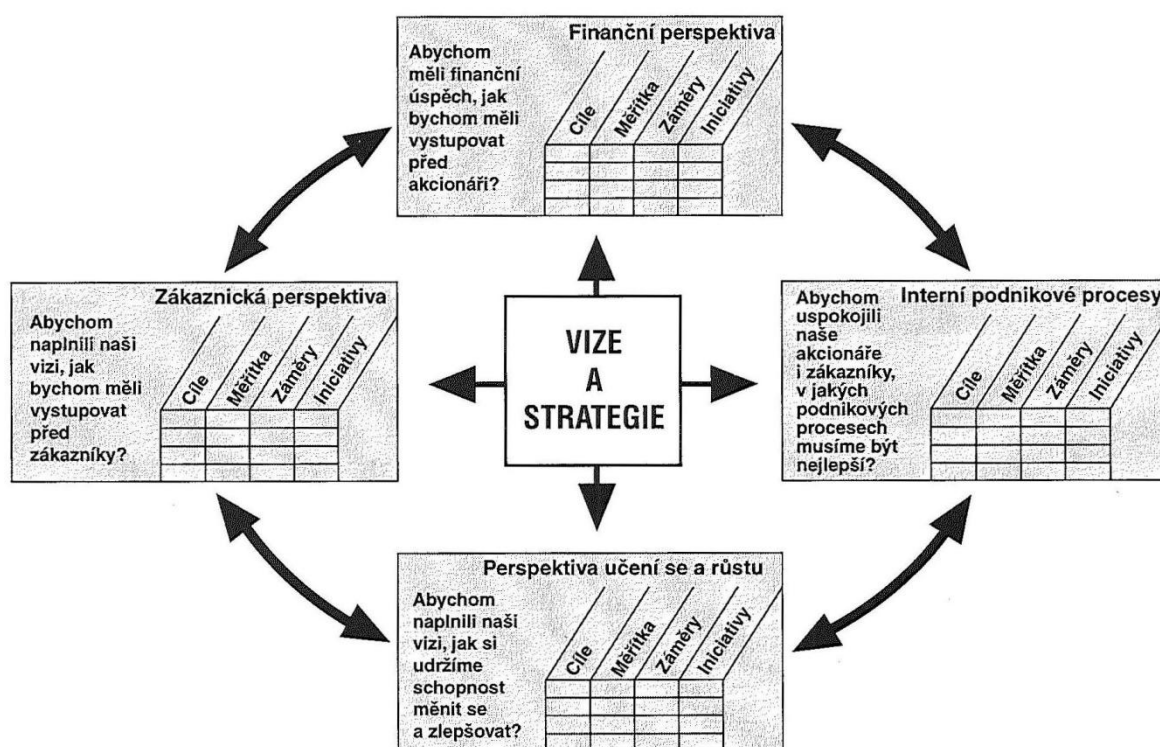 Finanční perspektiva
Abychom
měli finanční
úspěch, jak
bychom měli
vystupovat
před
akcionáři?
Cíle
Měřítka
Záměry
Iniciativy
Zákaznická perspektiva
Abychom
naplnili naši
vizi, jak
bychom měli
vystupovat
před
zákazníky?
Cíle
Měřítka
Záměry
Iniciativy
VIZE
A
STRATEGIE
Interní podnikové procesy
Abychom
uspokojili
naše
akcionáře
i zákazníky,
v jakých
podnikových
procesech
musíme být
nejlepší?
Cíle
Měřítka
Záměry
Iniciativy
Perspektiva učení se a růstu
Abychom
naplnili naši
vizi, jak si
udržíme
schopnost
měnit se
a zlepšovat?
Cíle
Měřítka
Záměry
Iniciativy